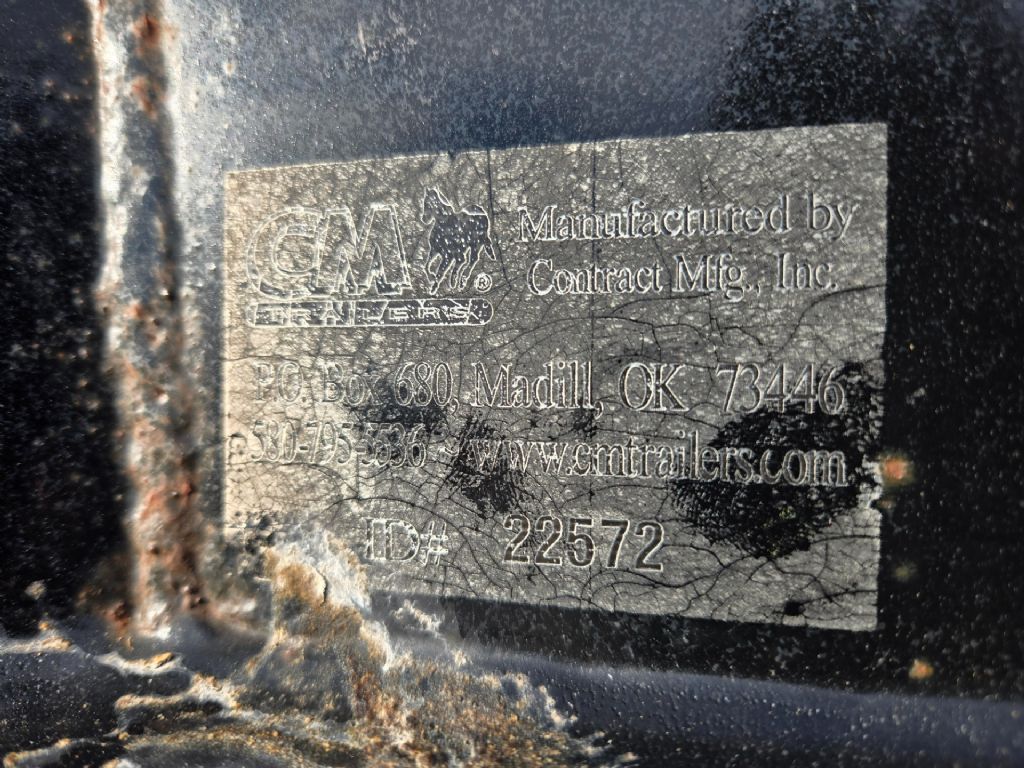 CM
TRAILERS ®
Manufactured by
Contract Mfg., Inc.
P.O. Box 680, Madill, OK 73446
580-795-5536 www.cmtrailers.com
ID# 22572